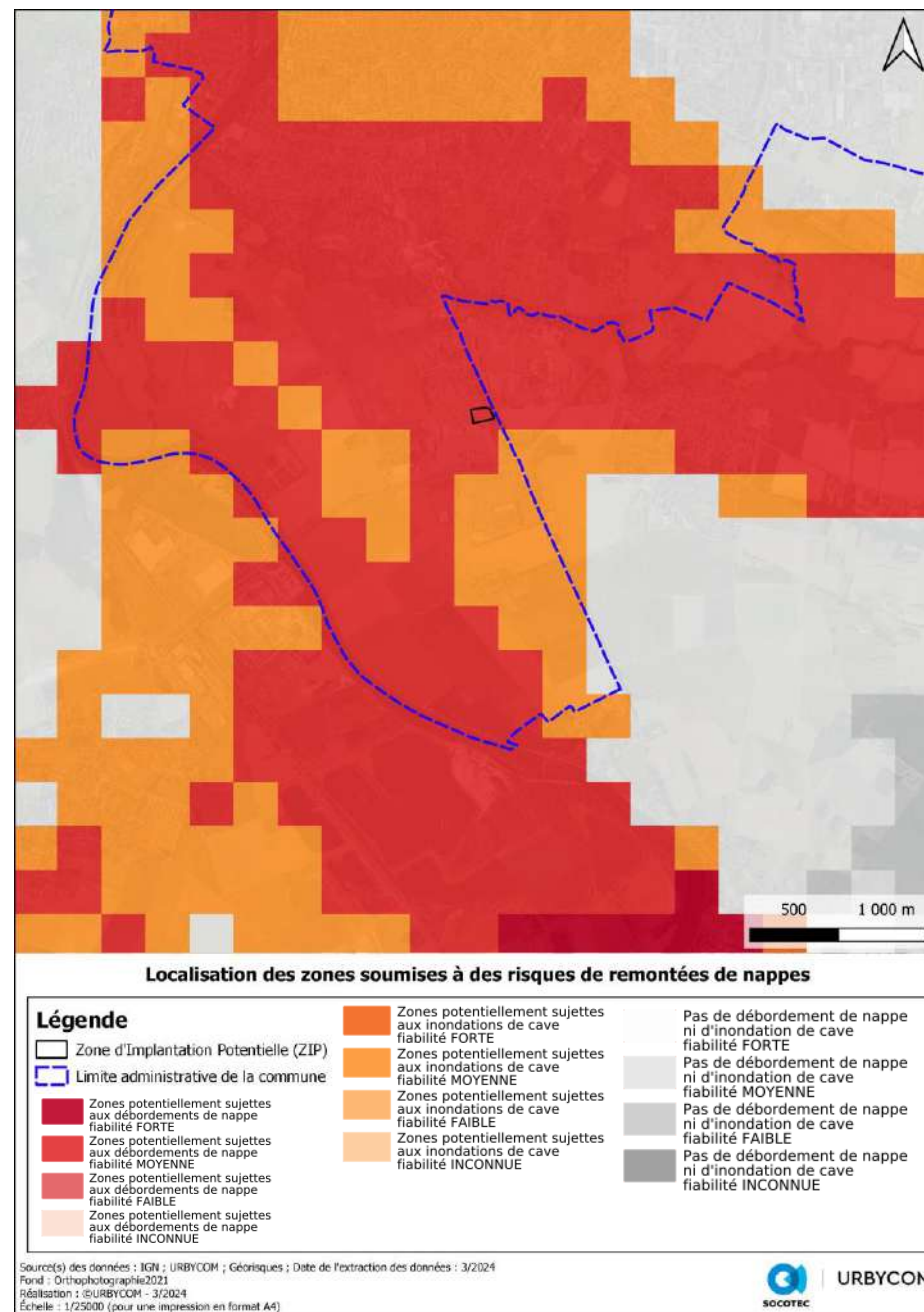 500 1 000 m
Localisation des zones soumises à des risques de remontées de nappes
Légende
Zone d'Implantation Potentielle (ZIP)
Limite administrative de la commune
Zones potentiellement sujettes
aux débordements de nappe
fiabilité FORTE
Zones potentiellement sujettes
aux débordements de nappe
fiabilité MOYENNE
Zones potentiellement sujettes
aux débordements de nappe
fiabilité FAIBLE
Zones potentiellement sujettes
aux débordements de nappe
fiabilité INCONNUE
Zones potentiellement sujettes
aux inondations de cave
fiabilité FORTE
Zones potentiellement sujettes
aux inondations de cave
fiabilité MOYENNE
Zones potentiellement sujettes
aux inondations de cave
fiabilité FAIBLE
Zones potentiellement sujettes
aux inondations de cave
fiabilité INCONNUE
Pas de débordement de nappe
ni d'inondation de cave
fiabilité FORTE
Pas de débordement de nappe
ni d'inondation de cave
fiabilité MOYENNE
Pas de débordement de nappe
ni d'inondation de cave
fiabilité FAIBLE
Pas de débordement de nappe
ni d'inondation de cave
fiabilité INCONNUE
Source(s) des données : IGN ; URBYCOM ; Géorisques ; Date de l'extraction des données : 3/2024
Fond : Orthophotographie2021
Réalisation : ©URBYCOM - 3/2024
Échelle : 1/25000 (pour une impression en format A4)
SOCOTEC
URBYCOM